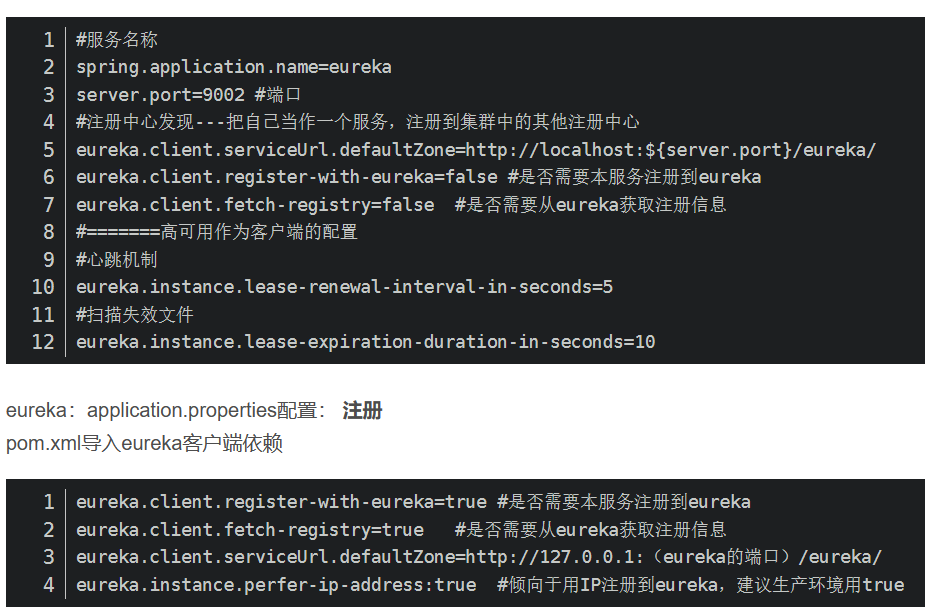 1 #服务名称
2 spring.application.name=eureka
3 server.port=9002 #端口
4 #注册中心发现---把自己当作一个服务，注册到集群中的其他注册中心
5 eureka.client.serviceUrl.defaultZone=http://localhost:${server.port}/eureka/
6 eureka.client.register-with-eureka=false #是否需要本服务注册到eureka
7 eureka.client.fetch-registry=false  #是否需要从eureka获取注册信息
8 #=======高可用作为客户端的配置
9 #心跳机制
10 eureka.instance.lease-renewal-interval-in-seconds=5
11 #扫描失效文件
12 eureka.instance.lease-expiration-duration-in-seconds=10
eureka：application.properties配置： 注册
pom.xml导入eureka客户端依赖
1 eureka.client.register-with-eureka=true #是否需要本服务注册到eureka
2 eureka.client.fetch-registry=true   #是否需要从eureka获取注册信息
3 eureka.client.serviceUrl.defaultZone=http://127.0.0.1:（eureka的端口）/eureka/
4 eureka.instance.perfer-ip-address:true  #倾向于用IP注册到eureka，建议生产环境用true